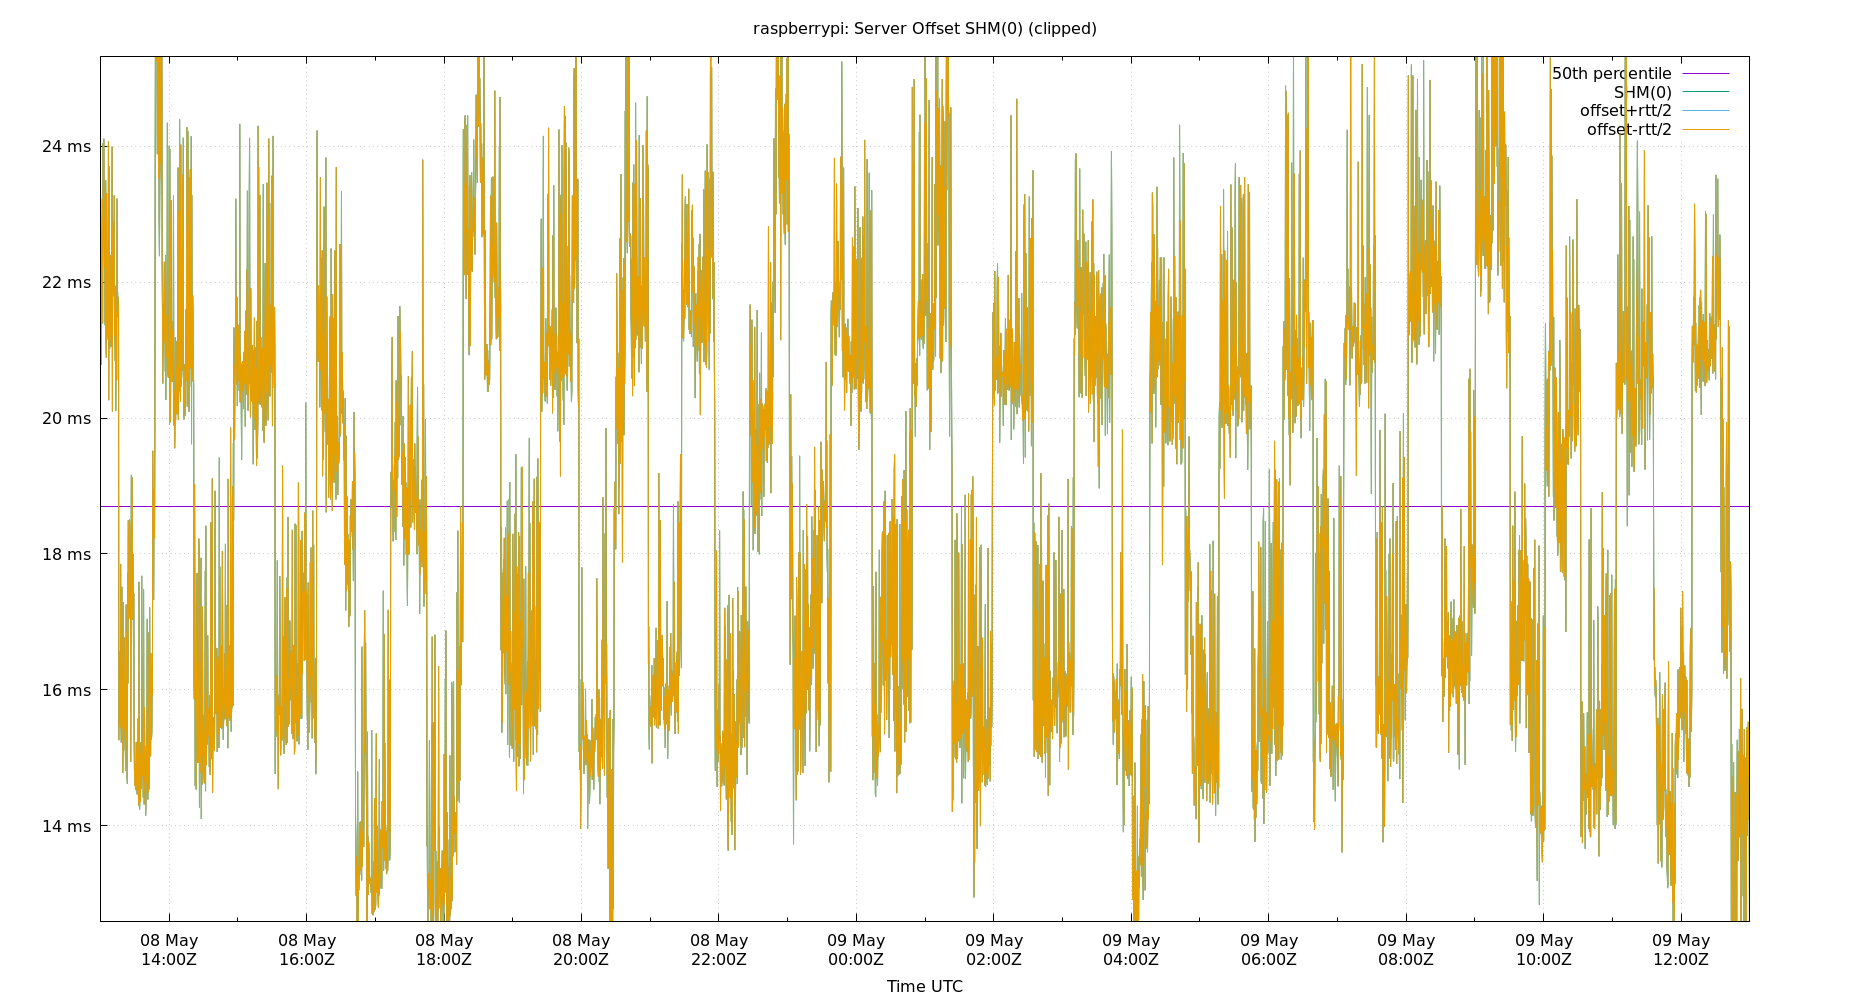 raspberrypi: Server Offset SHM(0) (clipped)
50th percentile
SHM(0)
offset+rtt/2
offset-rtt/2
24 ms
22 ms
20 ms
18 ms
16 ms
14 ms
08 May 08 May 08 May 08 May 08 May 09 May 09 May 09 May 09 May 09 May 09 May 09 May
14:00Z 16:00Z 18:00Z 20:00Z 22:00Z 00:00Z 02:00Z 04:00Z 06:00Z 08:00Z 10:00Z 12:00Z
Time UTC